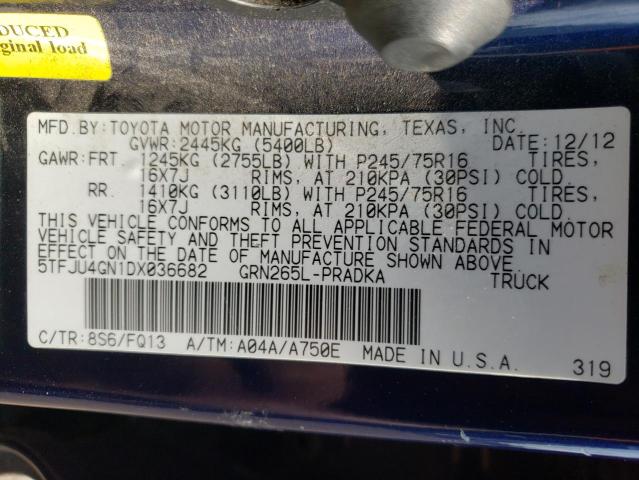 DUCED
ginal load
MFD.BY:TOYOTA MOTOR MANUFACTURING, TEXAS, INC.
GVWR:2445KG (5400LB) DATE:12/12
GAWR:FRT. 1245KG (2755LB) WITH P245/75R16 TIRES,
16X7J RIMS, AT 210KPA (30PSI) COLD.
RR. 1410KG (3110LB) WITH P245/75R16 TIRES,
16X7J RIMS, AT 210KPA (30PSI) COLD.
THIS VEHICLE CONFORMS TO ALL APPLICABLE FEDERAL MOTOR
VEHICLE SAFETY AND THEFT PREVENTION STANDARDS IN
EFFECT ON THE DATE OF MANUFACTURE SHOWN ABOVE.
5TFJU4GN1DX036682 GRN265L-PRADKA TRUCK
C/TR:8S6/FQ13 A/TM:A04A/A750E MADE IN U.S.A.
319